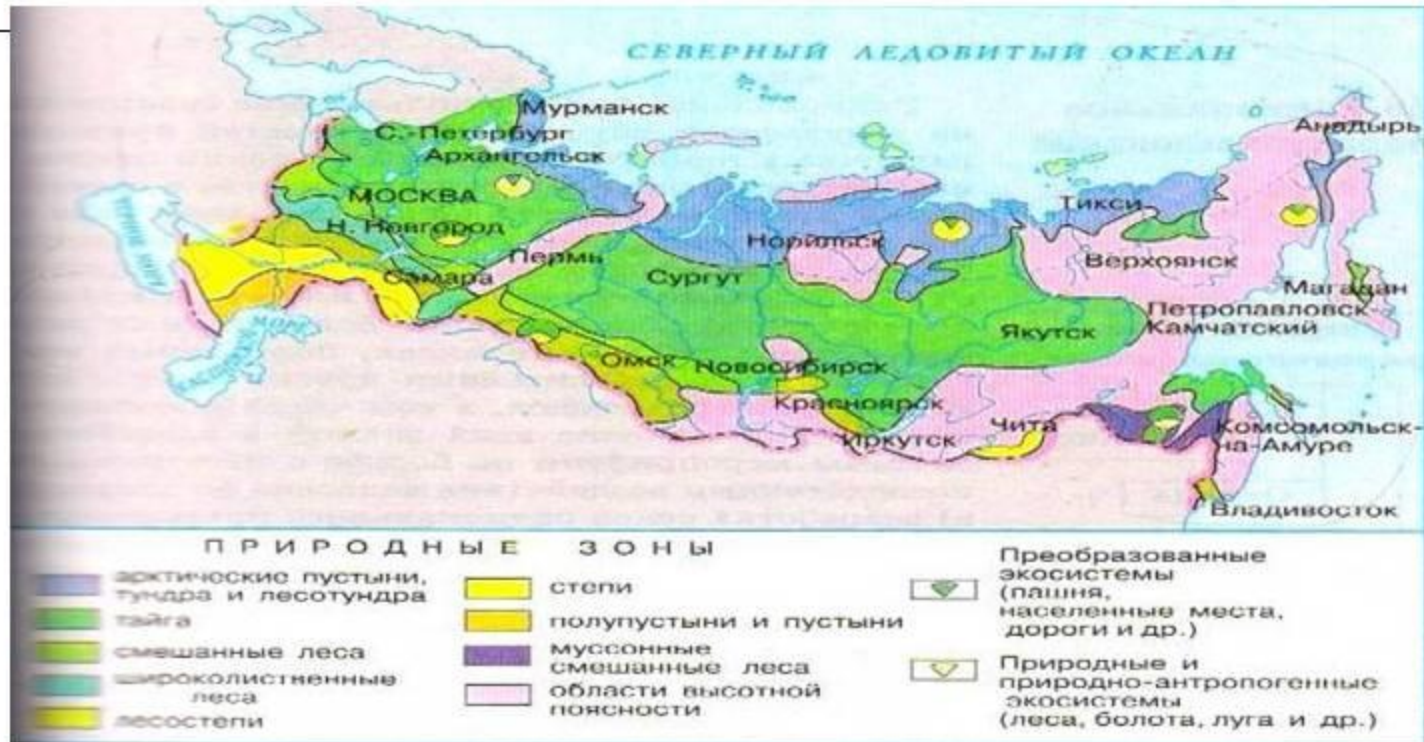 СЕВЕРНЫЙ ЛЕДОВИТЫЙ ОКЕАН
Мурманск
Анадырь
С.-Петербург
Архангельск
МОСКВА
Тикси
Н. Новгород
Норильск
Пермь
Верхоянск
Самара
Сургут
Магадан
Петропавловск-
Камчатский
Якутск
Омск
Новосибирск
Красноярск
Чита
Комсомольск-
на-Амуре
Иркутск
Владивосток
МОРЕ
ПРИРОДНЫЕ ЗОНЫ
арктические пустыни,
тундра и лесотундра
тайга
смешанные леса
широколиственные
леса
лесостепи
степи
полупустыни и пустыни
муссонные
смешанные леса
области высотной
поясности
Преобразованные
экосистемы
(пашня,
населенные места,
дороги и др.)
Природные и
природно-антропогенные
экосистемы
(леса, болота, луга и др.)